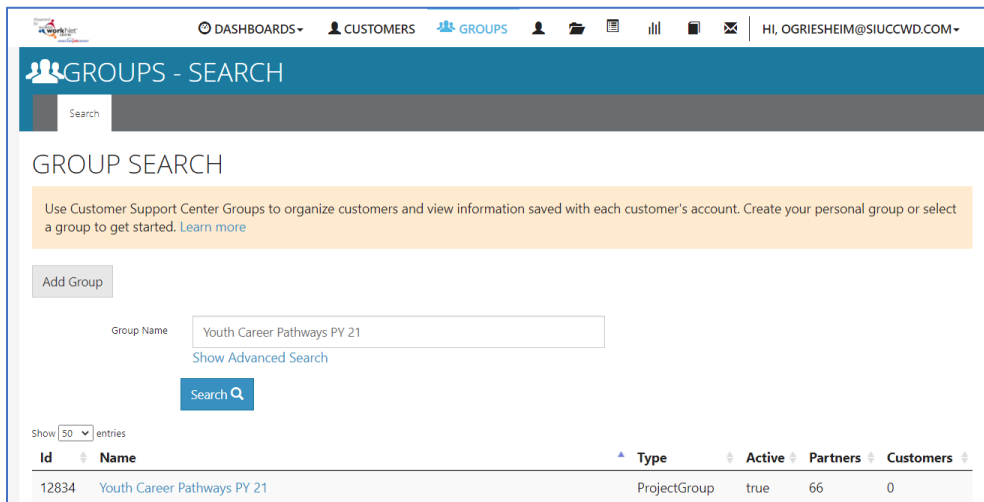 workNet
DASHBOARDS CUSTOMERS GROUPS HI, OGRIESHEIM@SIUCCWD.COM
GROUPS - SEARCH
Search
GROUP SEARCH
Use Customer Support Center Groups to organize customers and view information saved with each customer's account. Create your personal group or select
a group to get started. Learn more
Add Group
Group Name Youth Career Pathways PY 21
Show Advanced Search
Search
Show 50 entries
Id Name Type Active Partners Customers
12834 Youth Career Pathways PY 21 ProjectGroup true 66 0